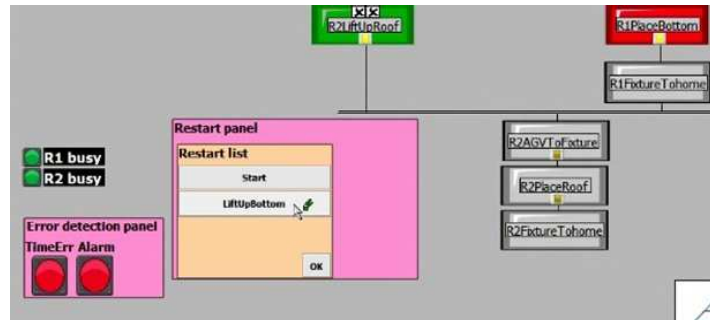 R2LiftUpRoof
R1PlaceBottom
R1FixtureTohome
Restart panel
Restart list
R1 busy
R2 busy
Start
LiftUpBottom
R2AGVToFixture
R2PlaceRoof
R2FixtureTohome
Error detection panel
TimeErr Alarm
OK